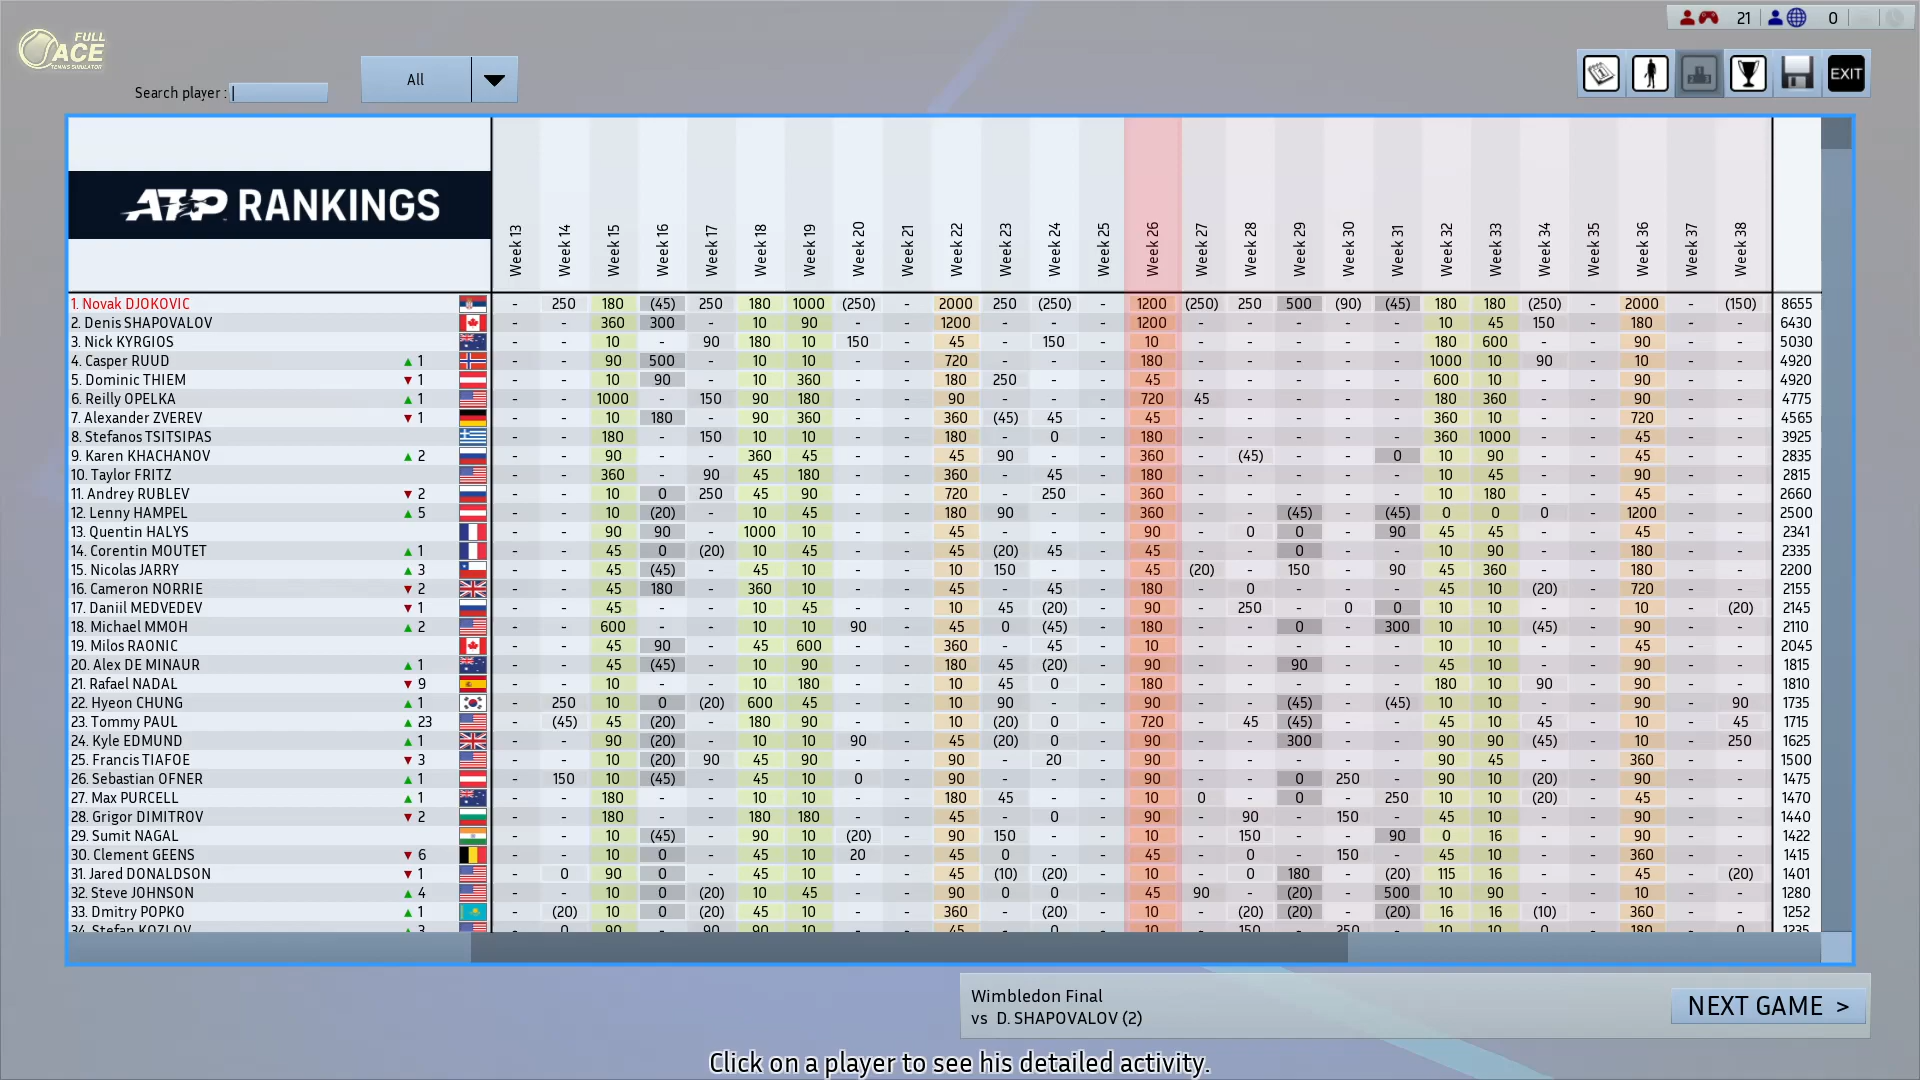 FULL ACE TENNIS SIMULATOR
21 0
Search player :
All
EXIT
ATP RANKINGS
Week 13 Week 14 Week 15 Week 16 Week 17 Week 18 Week 19 Week 20 Week 21 Week 22 Week 23 Week 24 Week 25 Week 26 Week 27 Week 28 Week 29 Week 30 Week 31 Week 32 Week 33 Week 34 Week 35 Week 36 Week 37 Week 38
1. Novak DJOKOVIC - 250 180 (45) 250 180 1000 (250) - 2000 250 (250) - 1200 (250) 250 500 (90) (45) 180 180 (250) - 2000 - (150) 8655
2. Denis SHAPOVALOV - - 360 300 - 10 90 - - 1200 - - - 1200 - - - - - 10 45 150 - 180 - - 6430
3. Nick KYRGIOS - - 10 - 90 180 10 150 - 45 - 150 - 10 - - - - - 180 600 - - 90 - - 5030
4. Casper RUUD 1 - - 90 500 - 10 10 - - 720 - - - 180 - - - - - 1000 10 90 - 10 - - 4920
5. Dominic THIEM 1 - - 10 90 - 10 360 - - 180 250 - - 45 - - - - - 600 10 - - 90 - - 4920
6. Reilly OPELKA 1 - - 1000 - 150 90 180 - - 90 - - - 720 45 - - - - 180 360 - - 90 - - 4775
7. Alexander ZVEREV 1 - - 10 180 - 90 360 - - 360 (45) 45 - 45 - - - - - 360 10 - - 720 - - 4565
8. Stefanos TSITSIPAS - - 180 - 150 10 10 - - 180 - 0 - 180 - - - - - 360 1000 - - 45 - - 3925
9. Karen KHACHANOV 2 - - 90 - - 360 45 - - 45 90 - - 360 - (45) - - 0 10 90 - - 45 - - 2835
10. Taylor FRITZ - - 360 - 90 45 180 - - 360 - 45 - 180 - - - - - 10 45 - - 90 - - 2815
11. Andrey RUBLEV 2 - - 10 0 250 45 90 - - 720 - 250 - 360 - - - - - 10 180 - - 45 - - 2660
12. Lenny HAMPEL 5 - - 10 (20) - 10 45 - - 180 90 - - 360 - - (45) - (45) 0 0 0 - 1200 - - 2500
13. Quentin HALYS - - 90 90 - 1000 10 - - 45 - - - 90 - 0 0 - 90 45 45 - - 45 - - 2341
14. Corentin MOUTET 1 - - 45 0 (20) 10 45 - - 45 (20) 45 - 45 - - 0 - - 10 90 - - 180 - - 2335
15. Nicolas JARRY 3 - - 45 (45) - 45 10 - - 10 150 - - 45 (20) - 150 - 90 45 360 - - 180 - - 2200
16. Cameron NORRIE 2 - - 45 180 - 360 10 - - 45 - 45 - 180 - 0 - - - 45 10 (20) - 720 - - 2155
17. Daniil MEDVEDEV 1 - - 45 - - 10 45 - - 10 45 (20) - 90 - 250 - 0 0 10 10 - - 10 - (20) 2145
18. Michael MMOH 2 - - 600 - - 10 10 90 - 45 0 (45) - 180 - - 0 - 300 10 10 (45) - 90 - - 2110
19. Milos RAONIC - - 45 90 - 45 600 - - 360 - 45 - 10 - - - - - 10 10 - - 45 - - 2045
20. Alex DE MINAUR 1 - - 45 (45) - 10 90 - - 180 45 (20) - 90 - - 90 - - 45 10 - - 90 - - 1815
21. Rafael NADAL 9 - - 10 - - 10 180 - - 10 45 0 - 180 - - - - - 180 10 90 - 90 - - 1810
22. Hyeon CHUNG 1 - 250 10 0 (20) 600 45 - - 10 90 - - 90 - - (45) - (45) 10 10 - - 90 - 90 1735
23. Tommy PAUL 23 - (45) 45 (20) - 180 90 - - 10 (20) 0 - 720 - 45 (45) - - 45 10 45 - 10 - 45 1715
24. Kyle EDMUND 1 - - 90 (20) - 10 10 90 - 45 (20) 0 - 90 - - 300 - - 90 90 (45) - 10 - 250 1625
25. Francis TIAFOE 3 - - 10 (20) 90 45 90 - - 90 - 20 - 90 - - - - - 90 45 - - 360 - - 1500
26. Sebastian OFNER 1 - 150 10 (45) - 45 10 0 - 90 - - - 90 - - 0 250 - 90 10 (20) - 90 - - 1475
27. Max PURCELL 1 - - 180 - - 10 10 - - 180 45 - - 10 0 - 0 - 250 10 10 (20) - 45 - - 1470
28. Grigor DIMITROV 2 - - 180 - - 180 180 - - 45 - 0 - 90 - 90 - 150 - 45 10 - - 90 - - 1440
29. Sumit NAGAL - - 10 (45) - 90 10 (20) - 90 150 - - 10 - 150 - - 90 0 16 - - 90 - - 1422
30. Clement GEENS 6 - - 10 0 - 45 10 20 - 45 0 - - 45 - 0 - 150 - 45 10 - - 360 - - 1415
31. Jared DONALDSON 1 - 0 90 0 - 45 10 - - 45 (10) (20) - 10 - 0 180 - (20) 115 16 - - 45 - (20) 1401
32. Steve JOHNSON 4 - - 10 0 (20) 10 45 - - 90 0 0 - 45 90 - (20) - 500 10 90 - - 10 - - 1280
33. Dmitry POPKO 1 - (20) 10 0 (20) 45 10 - - 360 - (20) - 10 - (20) (20) - (20) 16 16 (10) - 360 - - 1252
34. Stefan KOZLOV 3 - 0 90 - 90 90 10 - - 45 - 0 - 10 - 150 - 250 - 10 10 0 - 180 - 0 1235
Wimbledon Final
vs D. SHAPOVALOV (2)
NEXT GAME >
Click on a player to see his detailed activity.